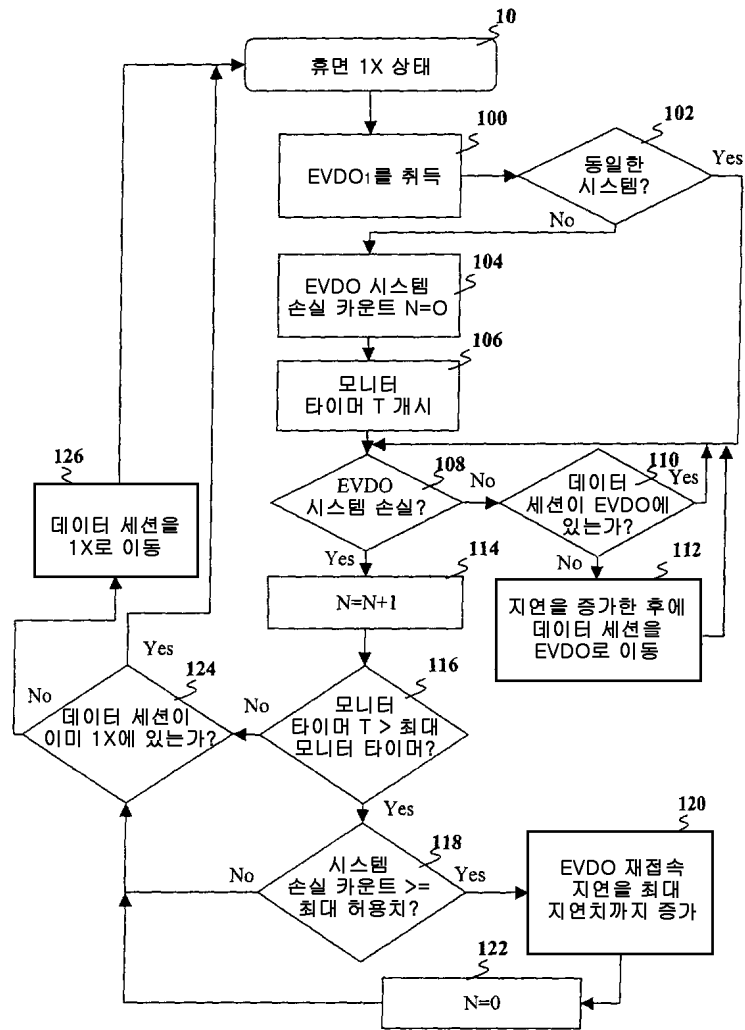 10
휴면 1X 상태
100
EVDO₁를 취득
102
동일한
시스템?
Yes
No
104
EVDO 시스템
손실 카운트 N=O
106
모니터
타이머 T 개시
108
EVDO
시스템 손실?
No
Yes
110
데이터
세션이 EVDO에
있는가?
Yes
No
112
지연을 증가한 후에
데이터 세션을
EVDO로 이동
114
N=N+1
116
모니터
타이머 T > 최대
모니터 타이머?
No
Yes
118
시스템
손실 카운트 >=
최대 허용치?
No
Yes
120
EVDO 재접속
지연을 최대
지연치까지 증가
122
N=0
124
데이터 세션이
이미 1X에 있는가?
No
Yes
126
데이터 세션을
1X로 이동